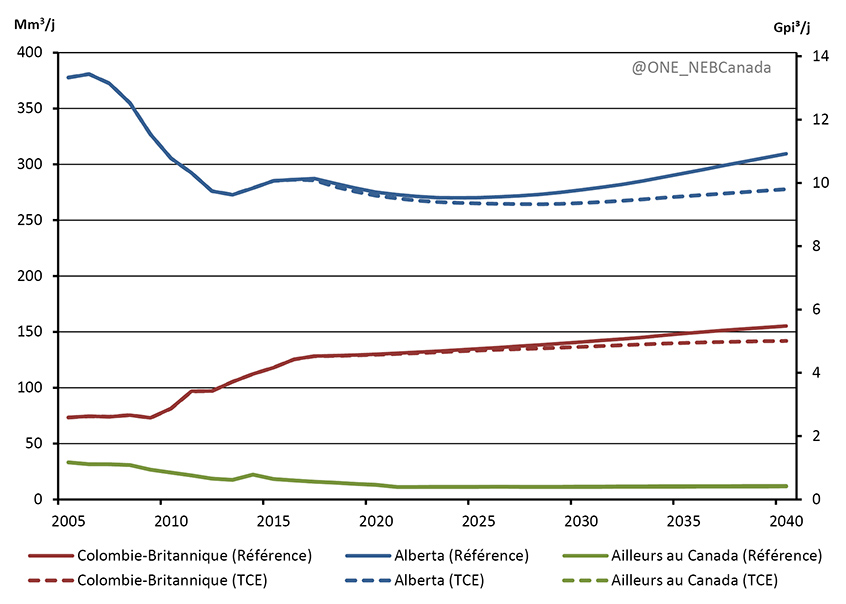 Mm³/j
Gpi³/j
@ONE_NEBCanada
400
350
300
250
200
150
100
50
0
14
12
10
8
6
4
2
0
2005 2010 2015 2020 2025 2030 2035 2040
Colombie-Britannique (Référence) Alberta (Référence) Ailleurs au Canada (Référence)
Colombie-Britannique (TCE) Alberta (TCE) Ailleurs au Canada (TCE)